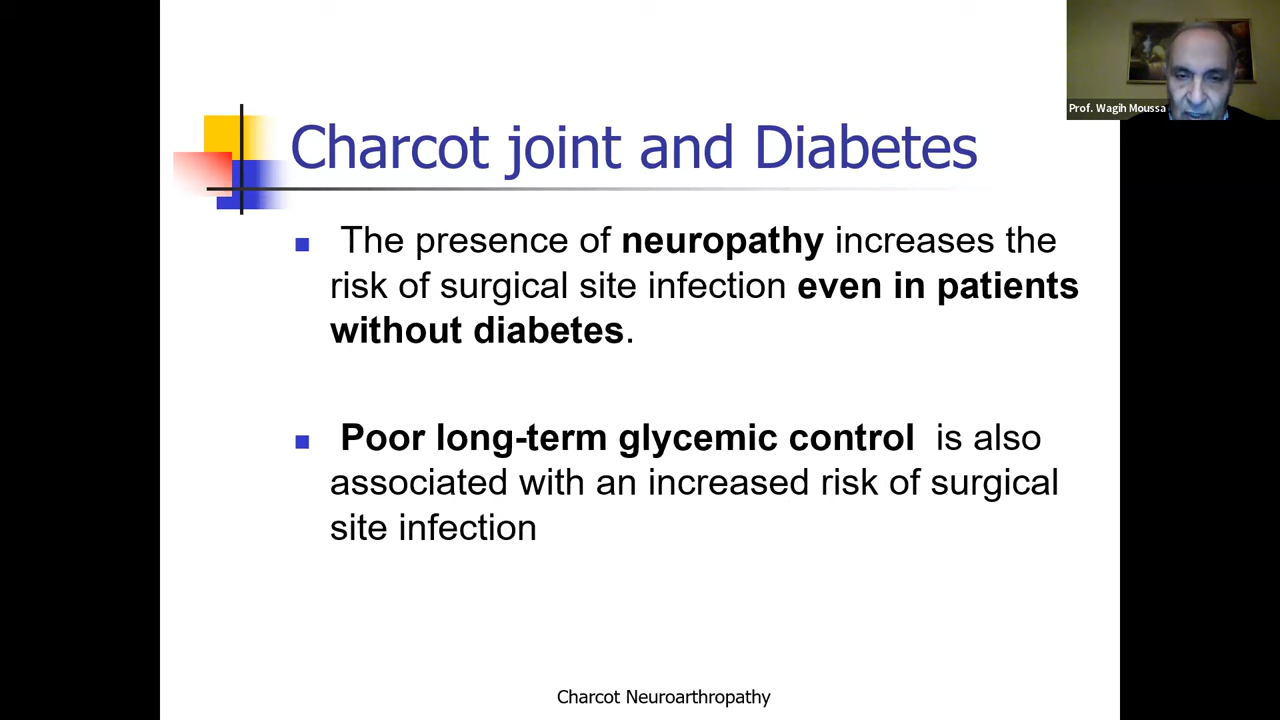 Prof. Wagih Moussa
Charcot joint and Diabetes
The presence of neuropathy increases the
risk of surgical site infection even in patients
without diabetes.
Poor long-term glycemic control is also
associated with an increased risk of surgical
site infection
Charcot Neuroarthropathy